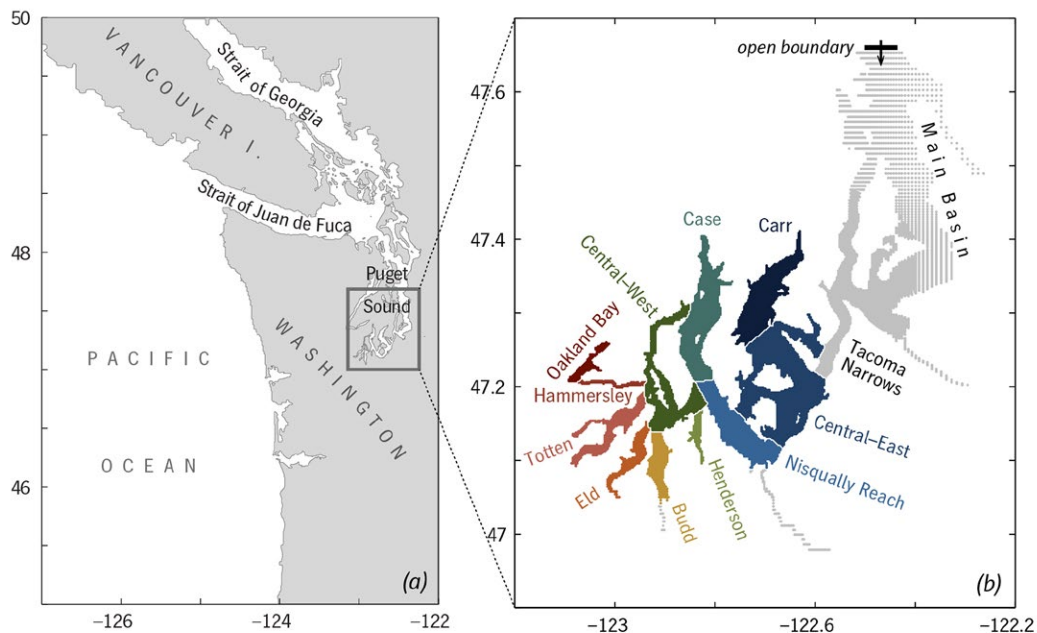 50
48
46
−126
−124
−122
VANCOUVER I.
Strait of Georgia
Strait of Juan de Fuca
Puget
Sound
WASHINGTON
PACIFIC
OCEAN
(a)
47.6
47.4
47.2
47
−123
−122.6
−122.2
open boundary
Main Basin
Case
Carr
Central–West
Oakland Bay
Hammersley
Totten
Eld
Budd
Henderson
Nisqually Reach
Central–East
Tacoma
Narrows
(b)